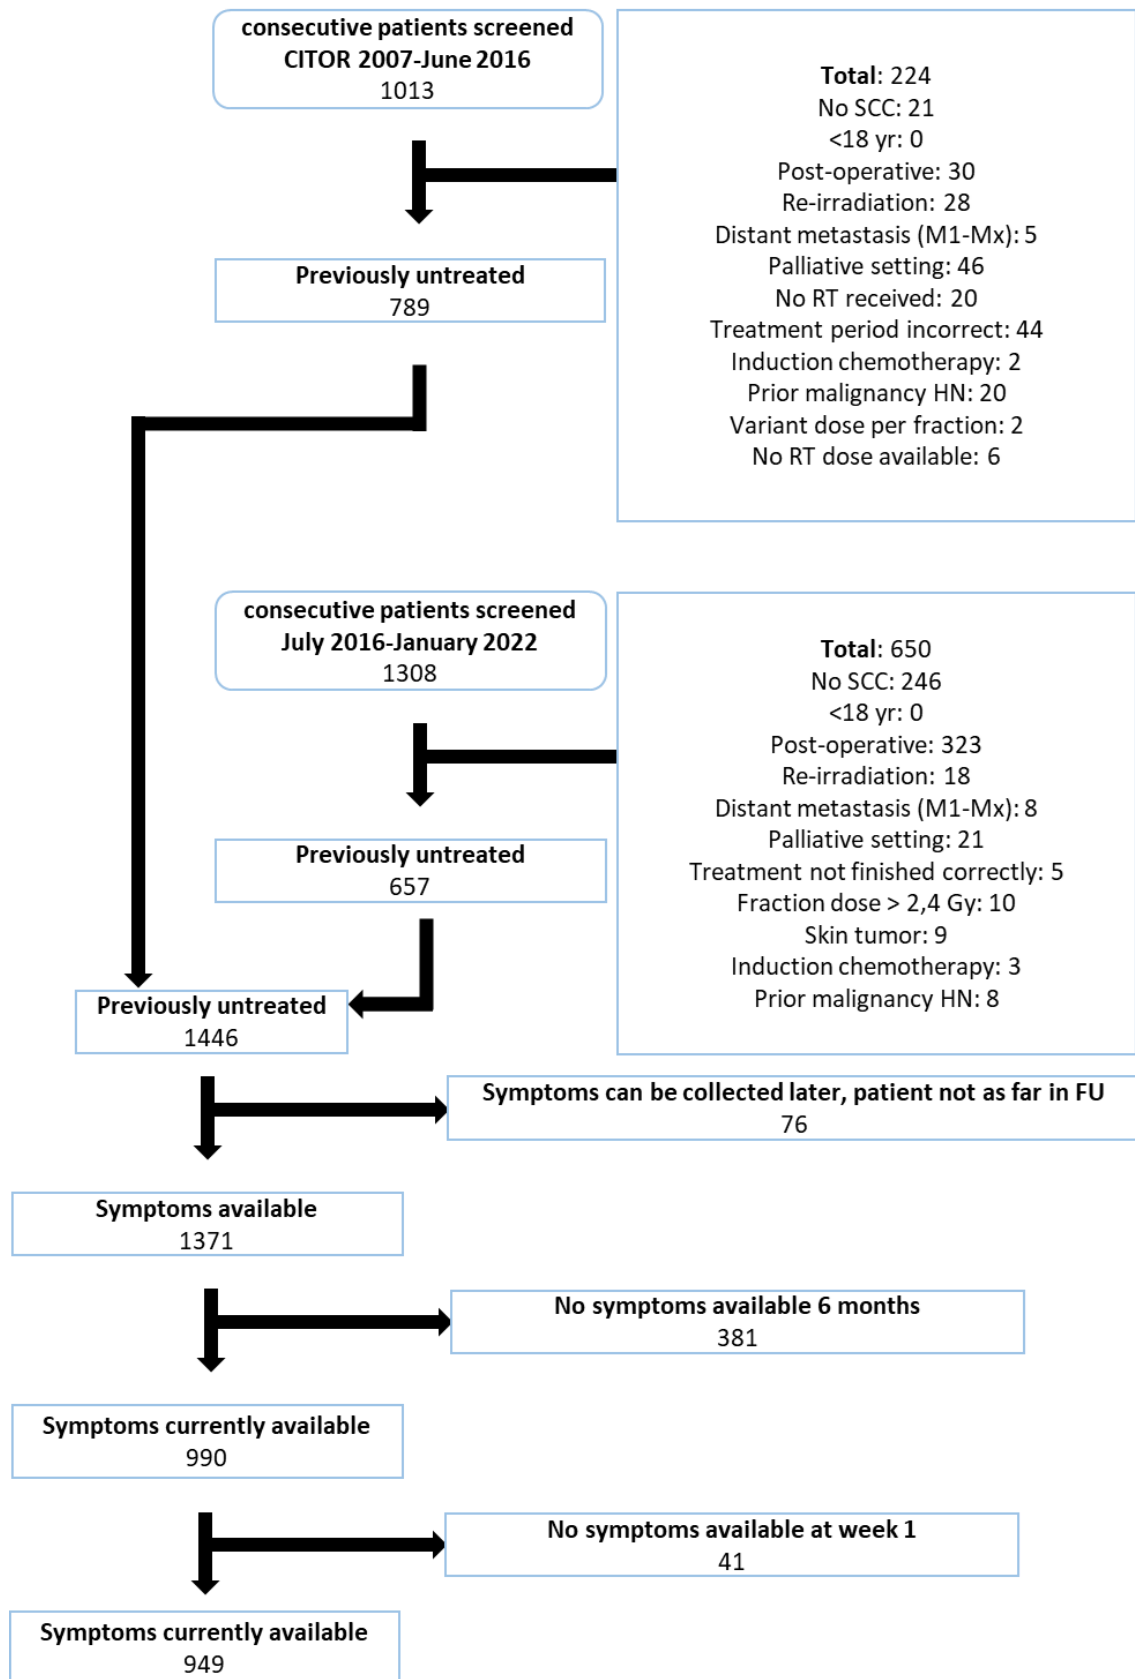 consecutive patients screened
CITOR 2007-June 2016
1013
Total: 224
No SCC: 21
<18 yr: 0
Post-operative: 30
Re-irradiation: 28
Distant metastasis (M1-Mx): 5
Palliative setting: 46
No RT received: 20
Treatment period incorrect: 44
Induction chemotherapy: 2
Prior malignancy HN: 20
Variant dose per fraction: 2
No RT dose available: 6
Previously untreated
789
consecutive patients screened
July 2016-January 2022
1308
Total: 650
No SCC: 246
<18 yr: 0
Post-operative: 323
Re-irradiation: 18
Distant metastasis (M1-Mx): 8
Palliative setting: 21
Treatment not finished correctly: 5
Fraction dose > 2,4 Gy: 10
Skin tumor: 9
Induction chemotherapy: 3
Prior malignancy HN: 8
Previously untreated
657
Previously untreated
1446
Symptoms can be collected later, patient not as far in FU
76
Symptoms available
1371
No symptoms available 6 months
381
Symptoms currently available
990
No symptoms available at week 1
41
Symptoms currently available
949